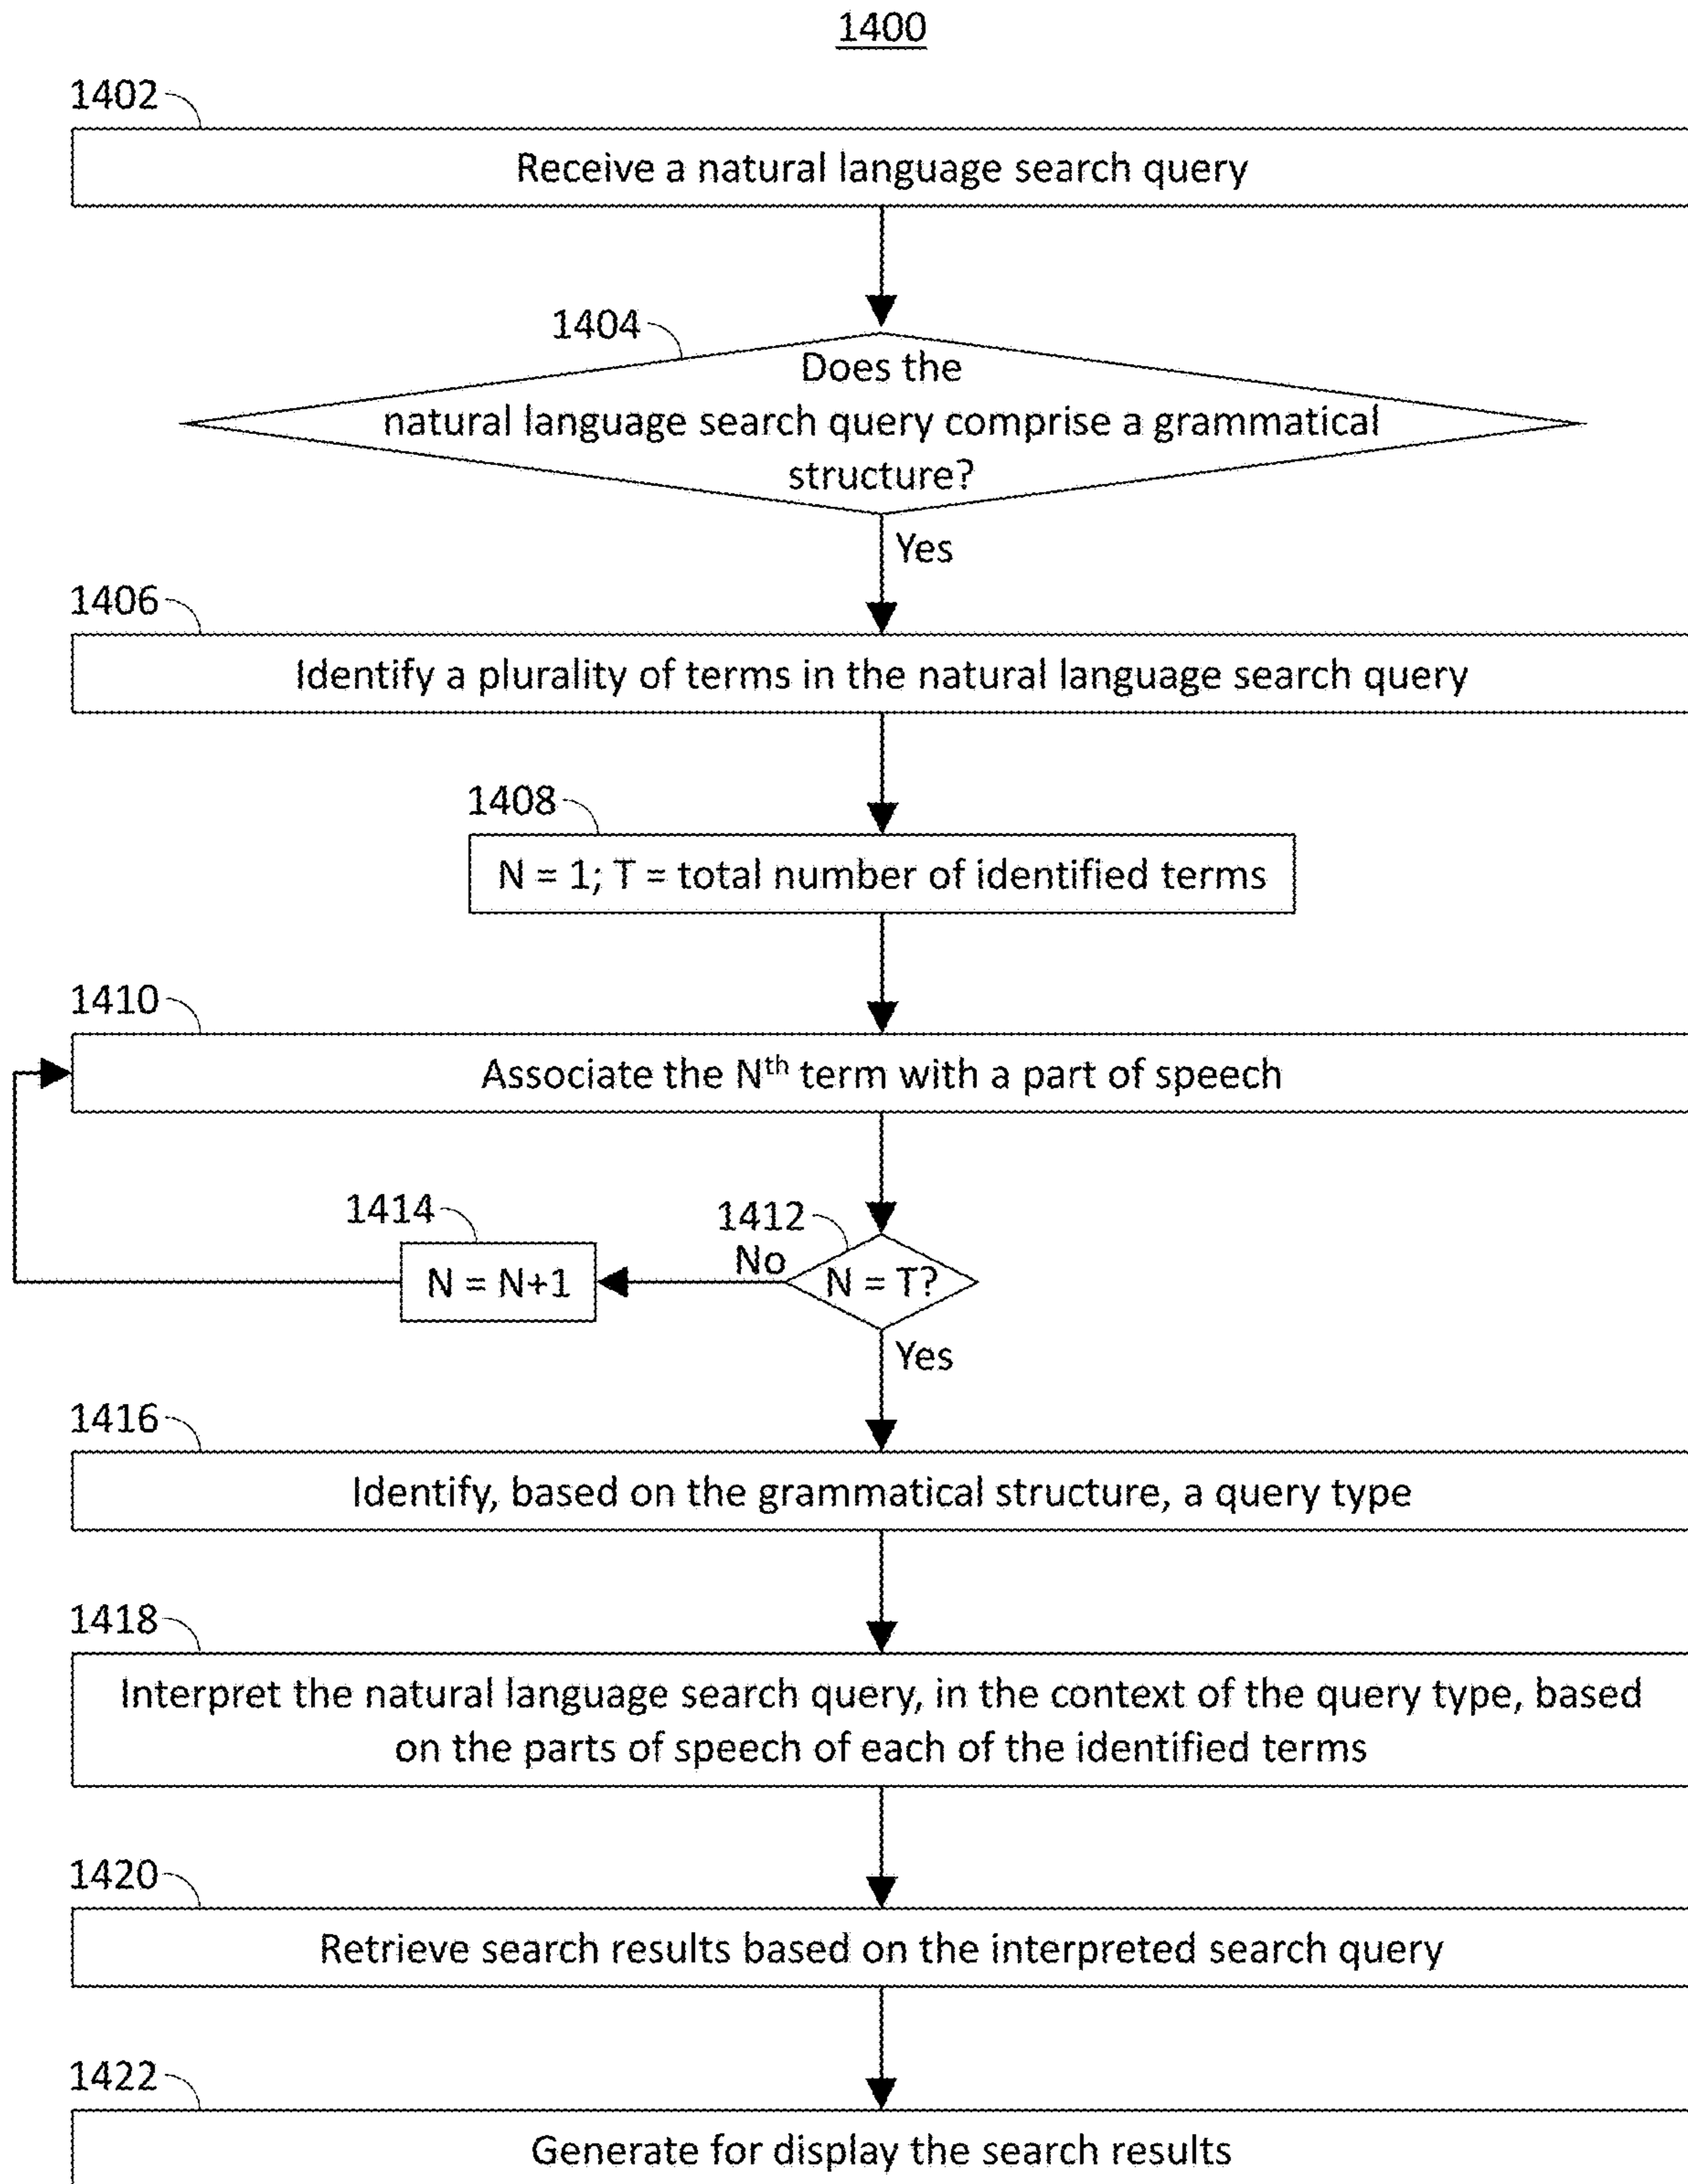 1400
1402
Receive a natural language search query
1404
Does the
natural language search query comprise a grammatical
structure?
Yes
1406
Identify a plurality of terms in the natural language search query
1408
N = 1; T = total number of identified terms
1410
Associate the Nth term with a part of speech
1414
1412
No
N = N+1
N = T?
Yes
1416
Identify, based on the grammatical structure, a query type
1418
Interpret the natural language search query, in the context of the query type, based
on the parts of speech of each of the identified terms
1420
Retrieve search results based on the interpreted search query
1422
Generate for display the search results